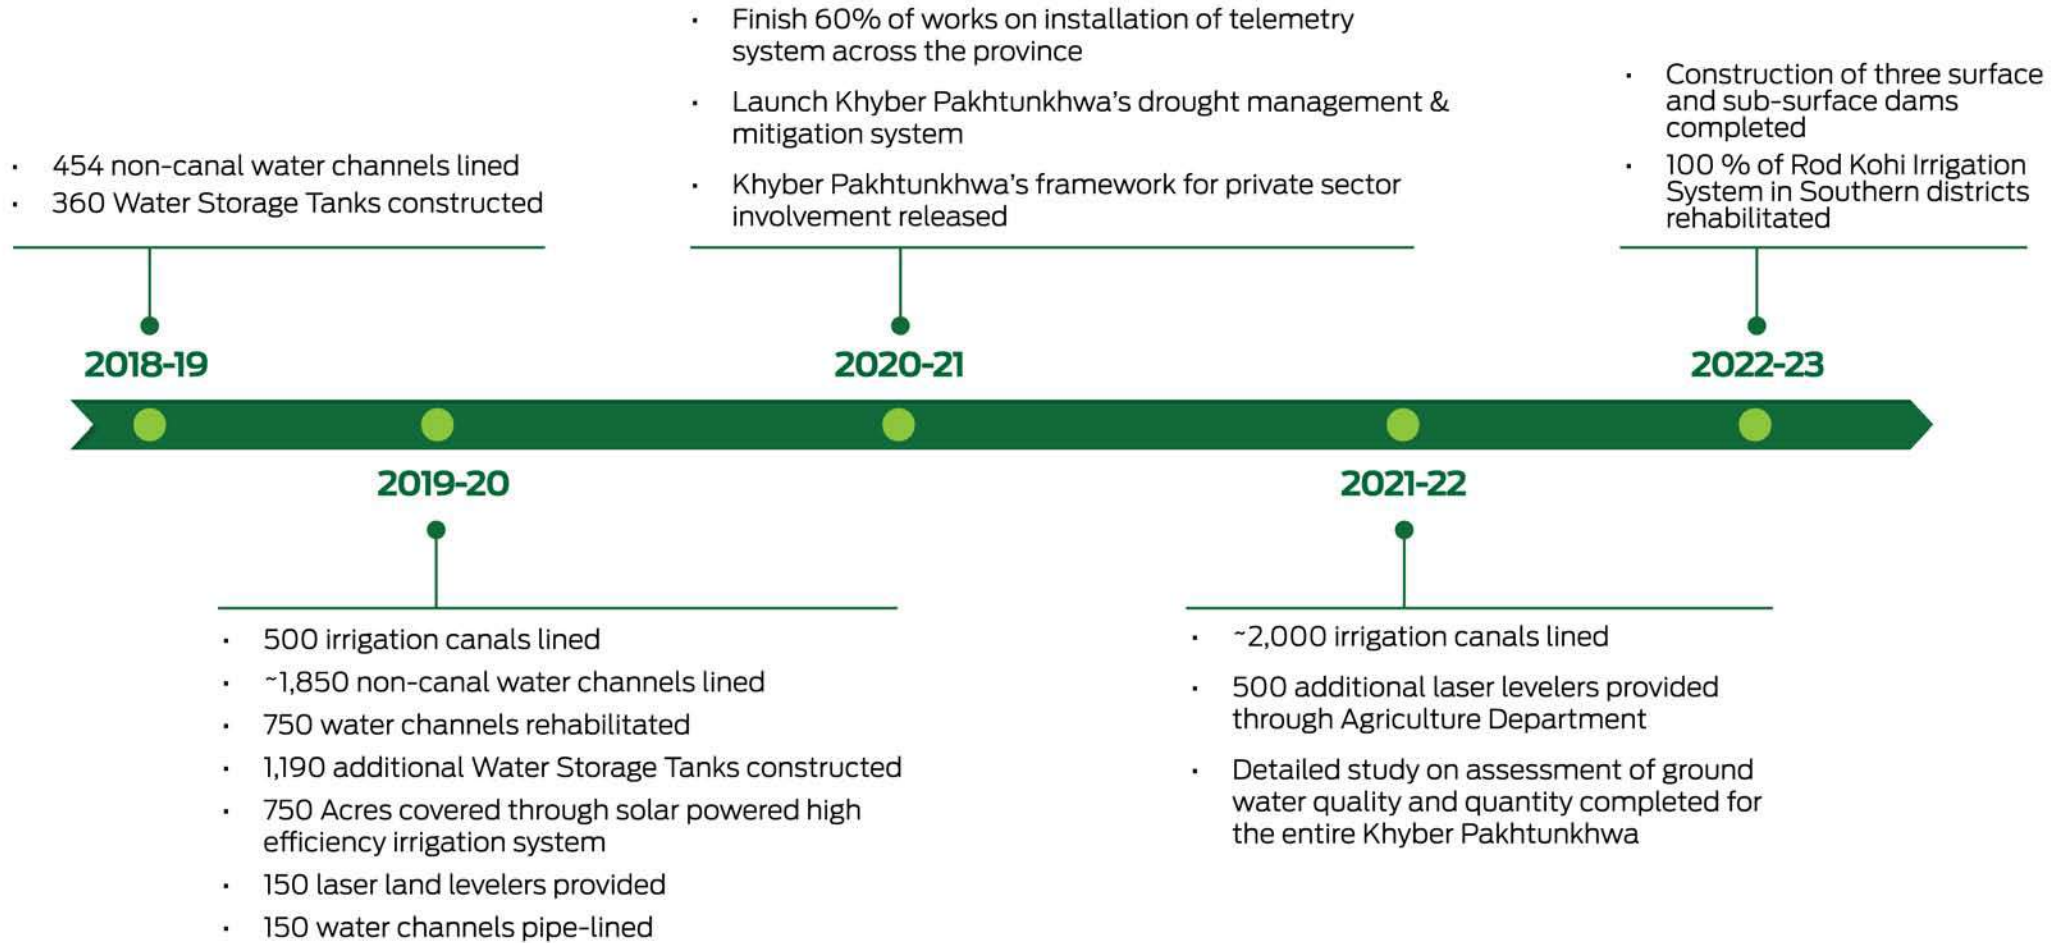 · 454 non-canal water channels lined
· 360 Water Storage Tanks constructed
2018-19
· 500 irrigation canals lined
· ~1,850 non-canal water channels lined
· 750 water channels rehabilitated
· 1,190 additional Water Storage Tanks constructed
· 750 Acres covered through solar powered high
efficiency irrigation system
· 150 laser land levelers provided
· 150 water channels pipe-lined
2019-20
· Finish 60% of works on installation of telemetry
system across the province
· Launch Khyber Pakhtunkhwa's drought management &
mitigation system
· Khyber Pakhtunkhwa's framework for private sector
involvement released
2020-21
2021-22
· ~2,000 irrigation canals lined
· 500 additional laser levelers provided
through Agriculture Department
· Detailed study on assessment of ground
water quality and quantity completed for
the entire Khyber Pakhtunkhwa
· Construction of three surface
and sub-surface dams
completed
· 100 % of Rod Kohi Irrigation
System in Southern districts
rehabilitated
2022-23